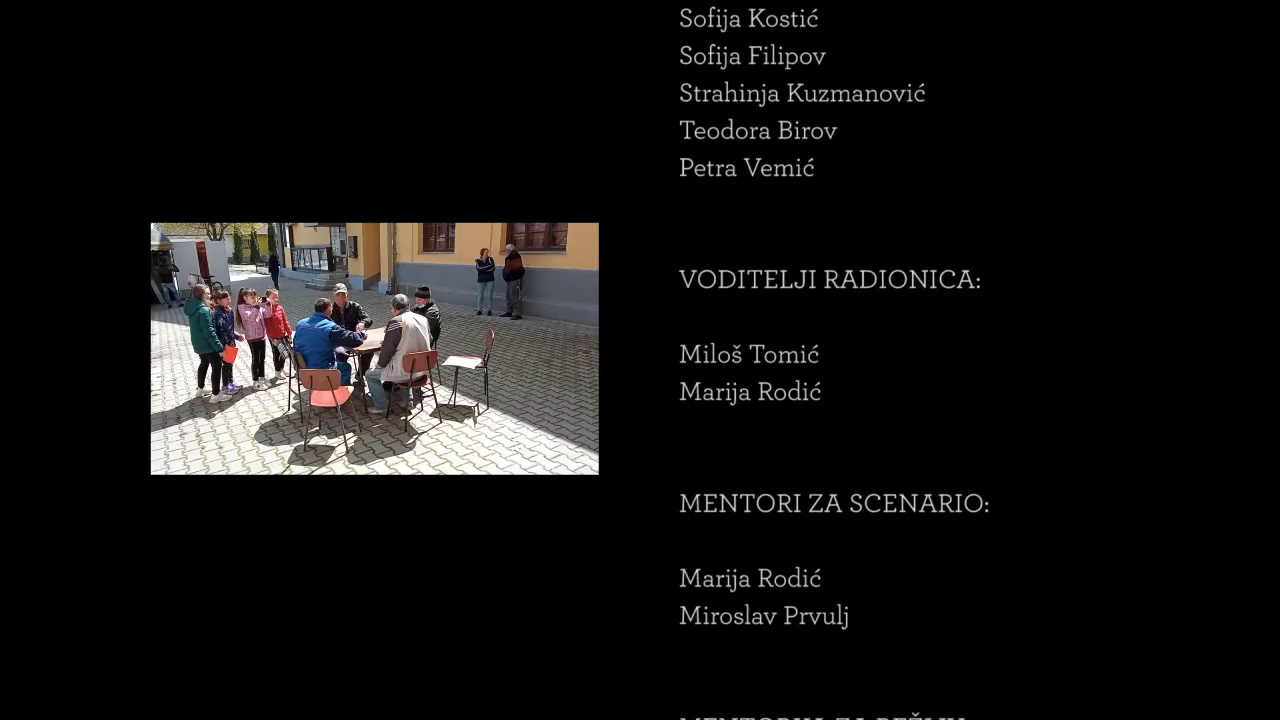 Sofija Kostić
Sofija Filipov
Strahinja Kuzmanović
Teodora Birov
Petra Vemić
VODITELJI RADIONICA:
Miloš Tomić
Marija Rodić
MENTORI ZA SCENARIO:
Marija Rodić
Miroslav Prvulj